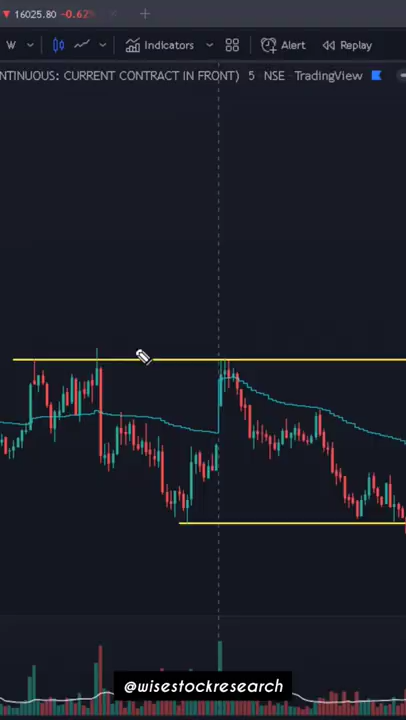 16025.80 -0.62%
W Indicators Alert Replay
NTINUOUS: CURRENT CONTRACT IN FRONT) 5 NSE TradingView
@wisestockresearch